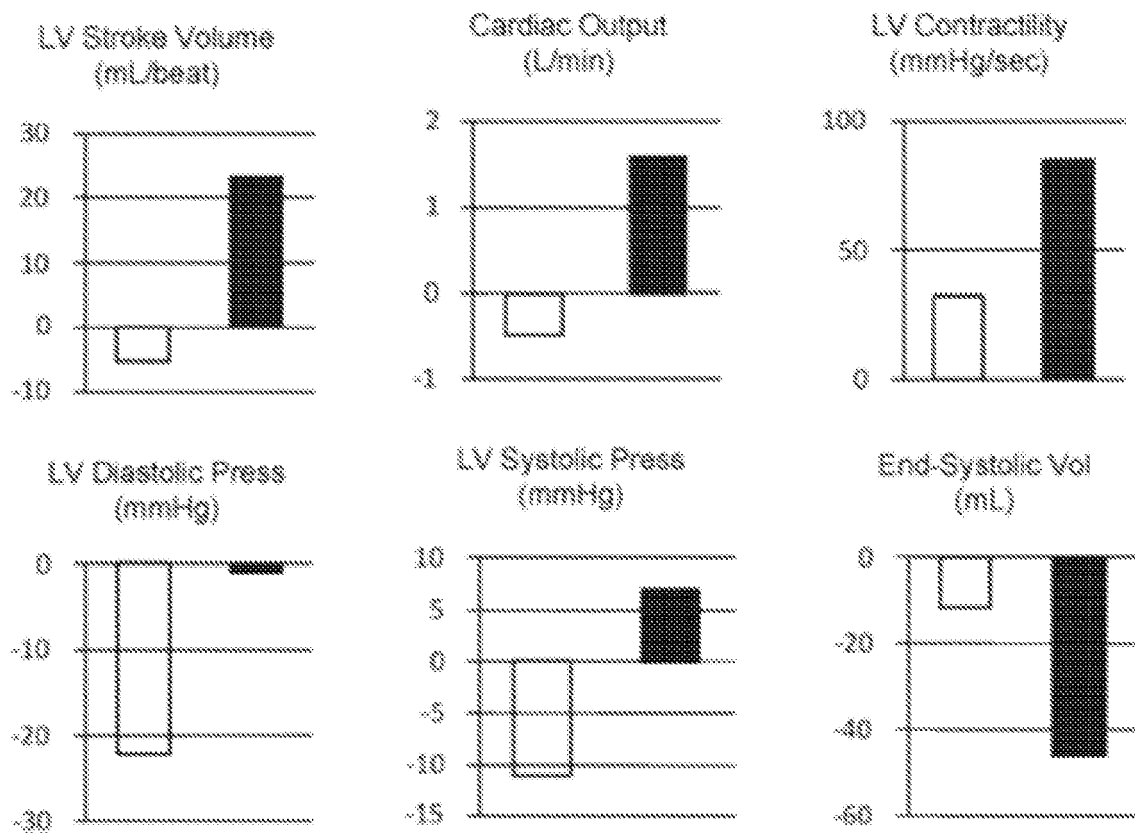 LV Stroke Volume
(mL/beat)
30
20
10
0
-10
Cardiac Output
(L/min)
2
1
0
-1
LV Contractility
(mmHg/sec)
100
50
0
LV Diastolic Press
(mmHg)
0
-10
-20
-30
LV Systolic Press
(mmHg)
10
5
0
-5
-10
-15
End-Systolic Vol
(mL)
0
-20
-40
-60